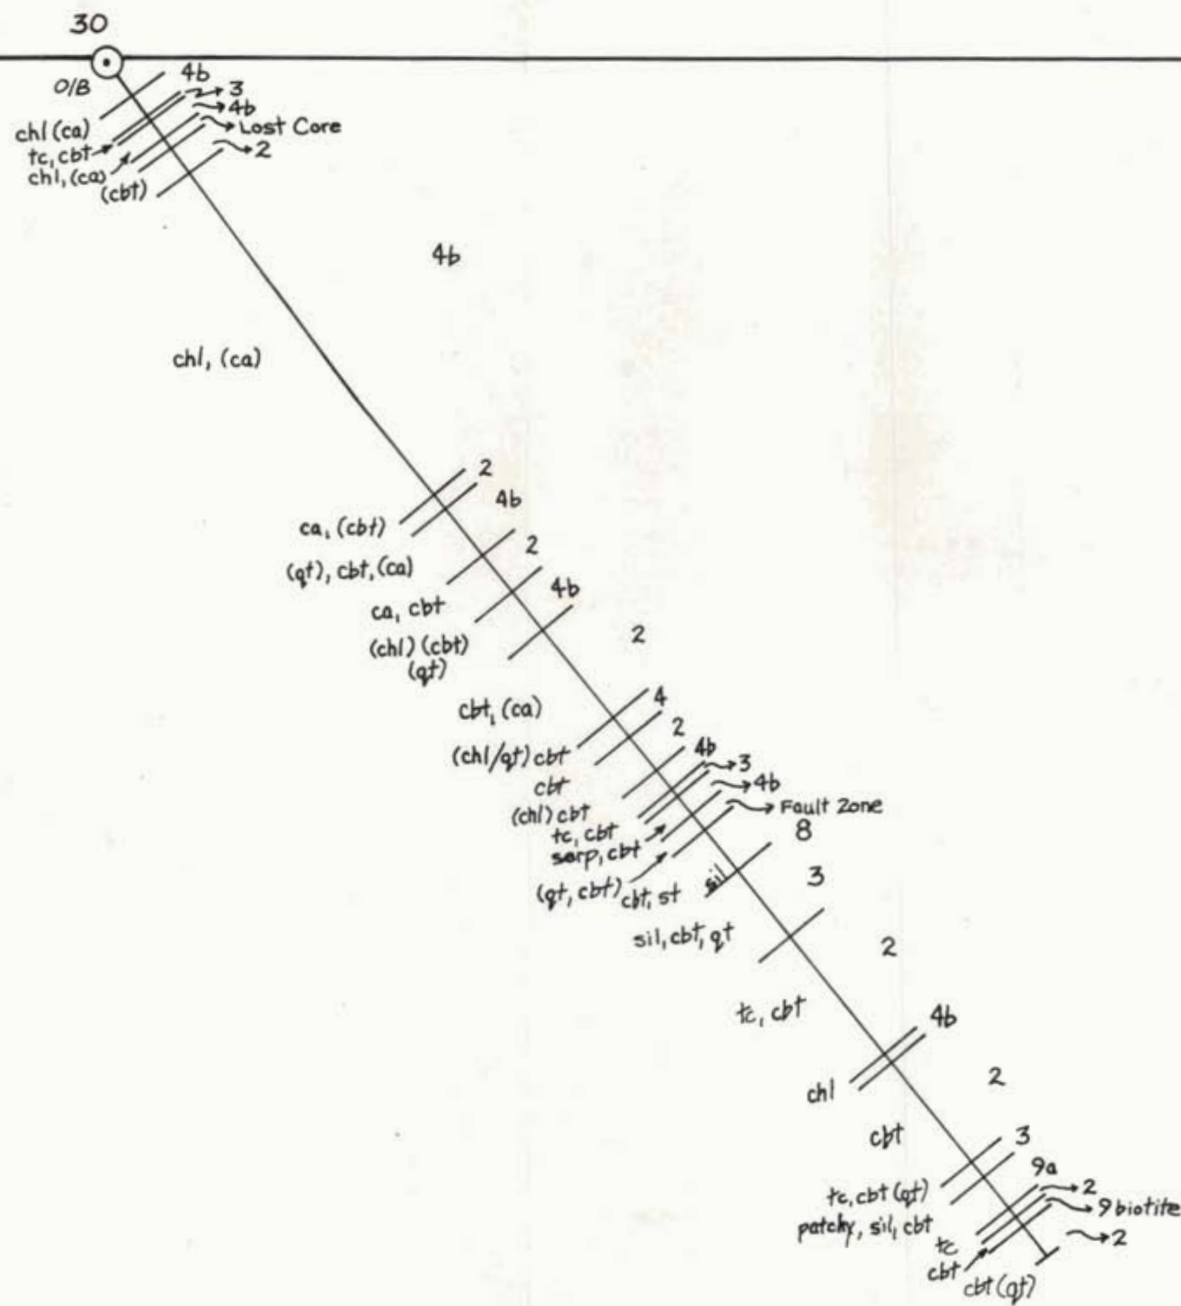 30
O/B
4b
3
4b
chl (ca)
Lost Core
tc, cbt
2
chl, (ca)
(cbt)
4b
chl, (ca)
2
4b
ca, (cbt)
2
(qt), cbt, (ca)
4b
ca, cbt
2
(chl) (cbt)
(qt)
4
cbt, (ca)
2
4b
(chl/qt) cbt
3
4b
cbt
Fault Zone
(chl) cbt
8
tc, cbt
serp, cbt
3
sil
(qt, cbt)
cbt, st
sil, cbt, qt
2
tc, cbt
4b
2
chl
cbt
3
9a
2
tc, cbt (qt)
9 biotite
patchy, sil, cbt
2
tc
cbt
cbt (qt)